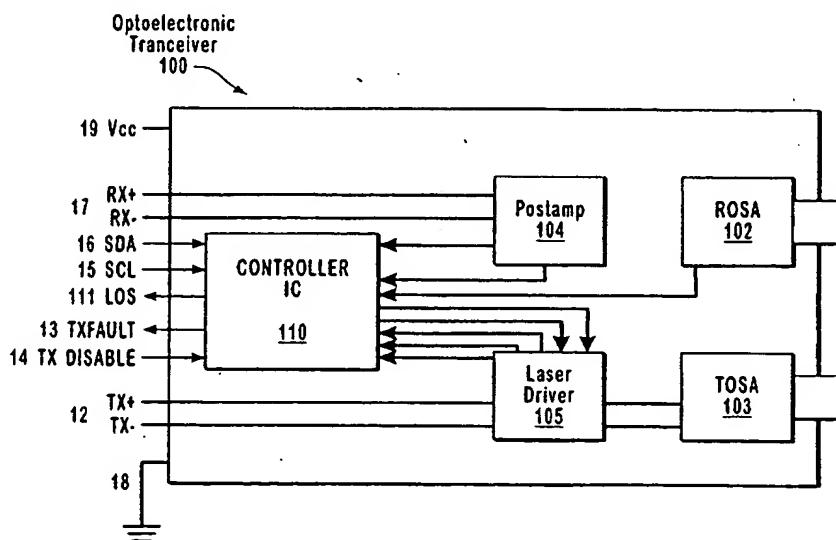 Optoelectronic
Tranceiver
100
19 Vcc
17
RX+
RX-
16 SDA
15 SCL
111 LOS
13 TXFAULT
14 TX DISABLE
12
TX+
TX-
18
CONTROLLER
IC
110
Postamp
104
ROSA
102
Laser
Driver
105
TOSA
103